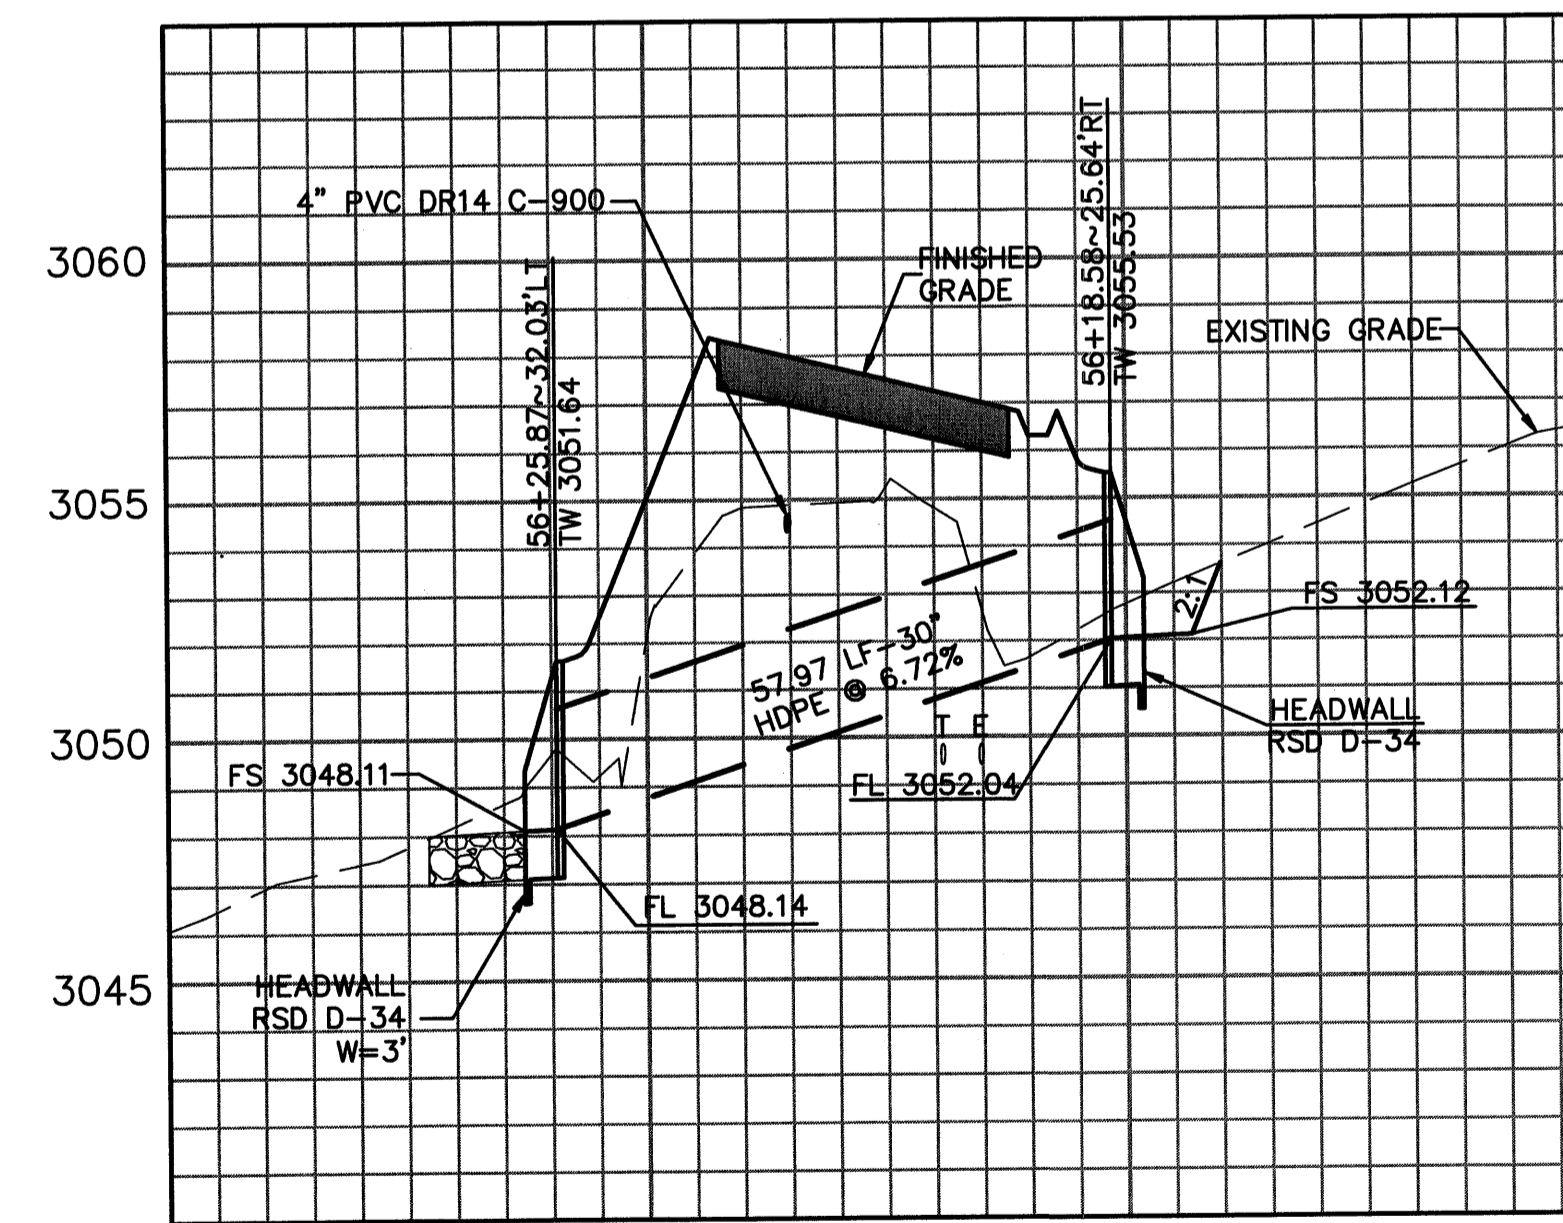 56+18.58~25.64'RT
TW 3055.53
4" PVC DR14 C-900
3060
FINISHED
GRADE
56+25.87~32.03'LT
TW 3051.64
EXISTING GRADE
3055
2:1
FS 3052.12
57.97 LF-30"
HDPE @ 6.72%
HEADWALL
RSD D-34
T E
3050
FS 3048.11
FL 3052.04
FL 3048.14
3045
HEADWALL
RSD D-34
W=3'